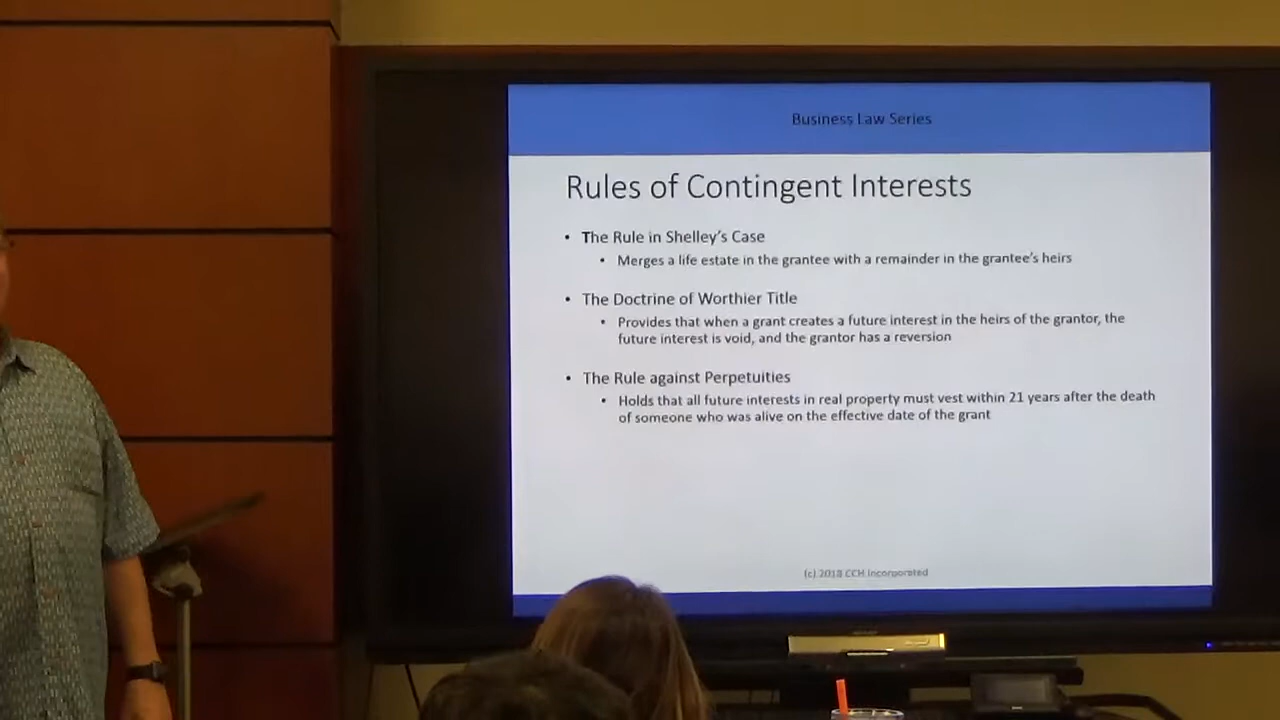 Business Law Series
Rules of Contingent Interests
• The Rule in Shelley's Case
• Merges a life estate in the grantee with a remainder in the grantee's heirs
• The Doctrine of Worthier Title
• Provides that when a grant creates a future interest in the heirs of the grantor, the
future interest is void, and the grantor has a reversion
• The Rule against Perpetuities
• Holds that all future interests in real property must vest within 21 years after the death
of someone who was alive on the effective date of the grant
(c) 2018 CCH Incorporated